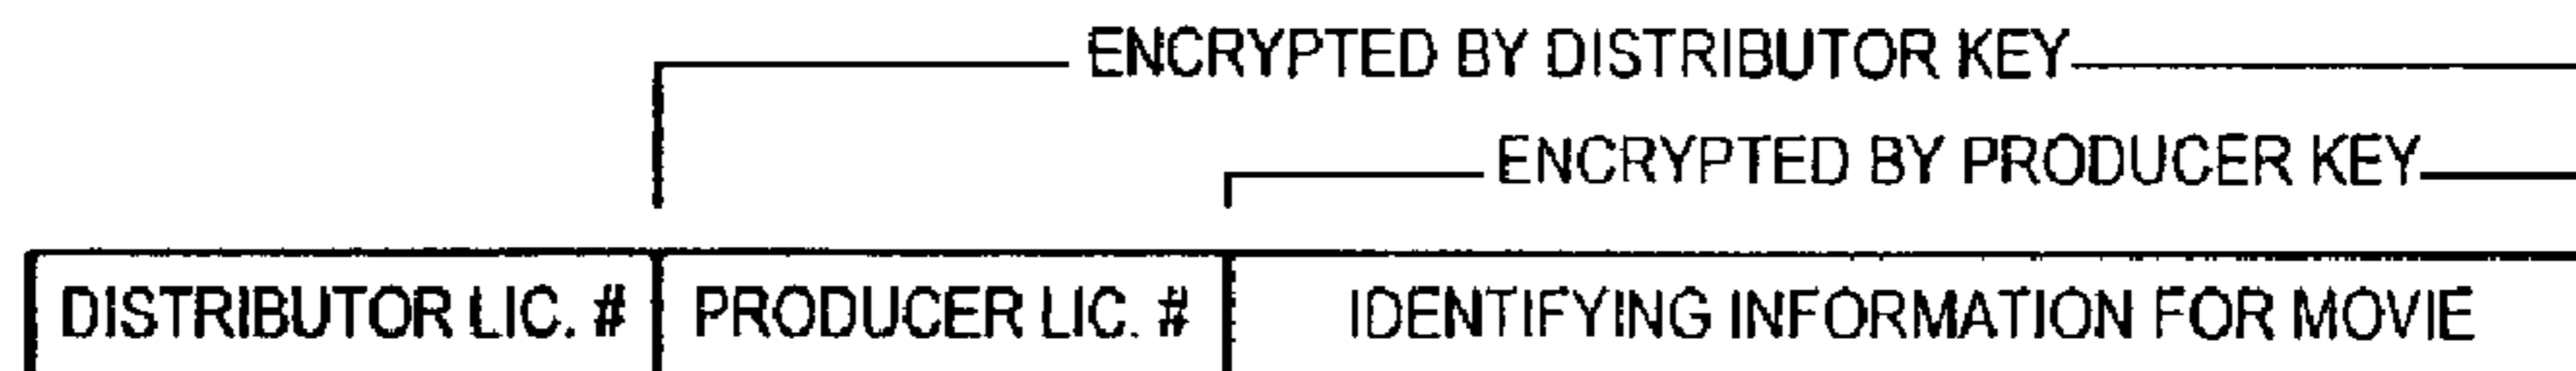 ENCRYPTED BY DISTRIBUTOR KEY
ENCRYPTED BY PRODUCER KEY
DISTRIBUTOR LIC. # PRODUCER LIC. # IDENTIFYING INFORMATION FOR MOVIE